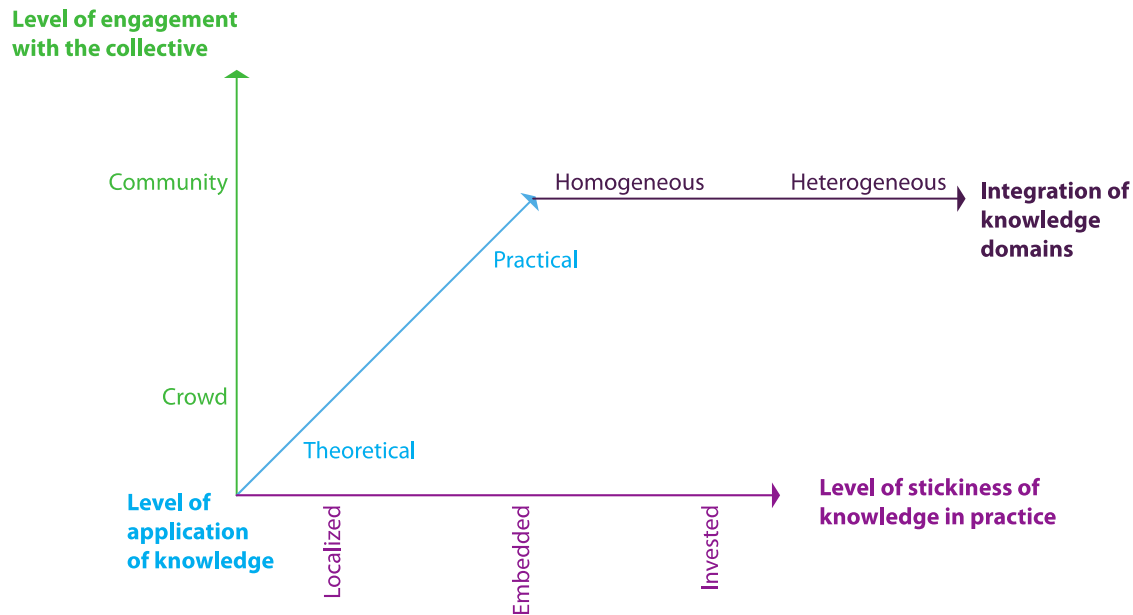 Level of engagement
with the collective
Community
Homogeneous
Heterogeneous
Integration of
knowledge
domains
Practical
Crowd
Theoretical
Level of
application
of knowledge
Localized
Embedded
Invested
Level of stickiness of
knowledge in practice